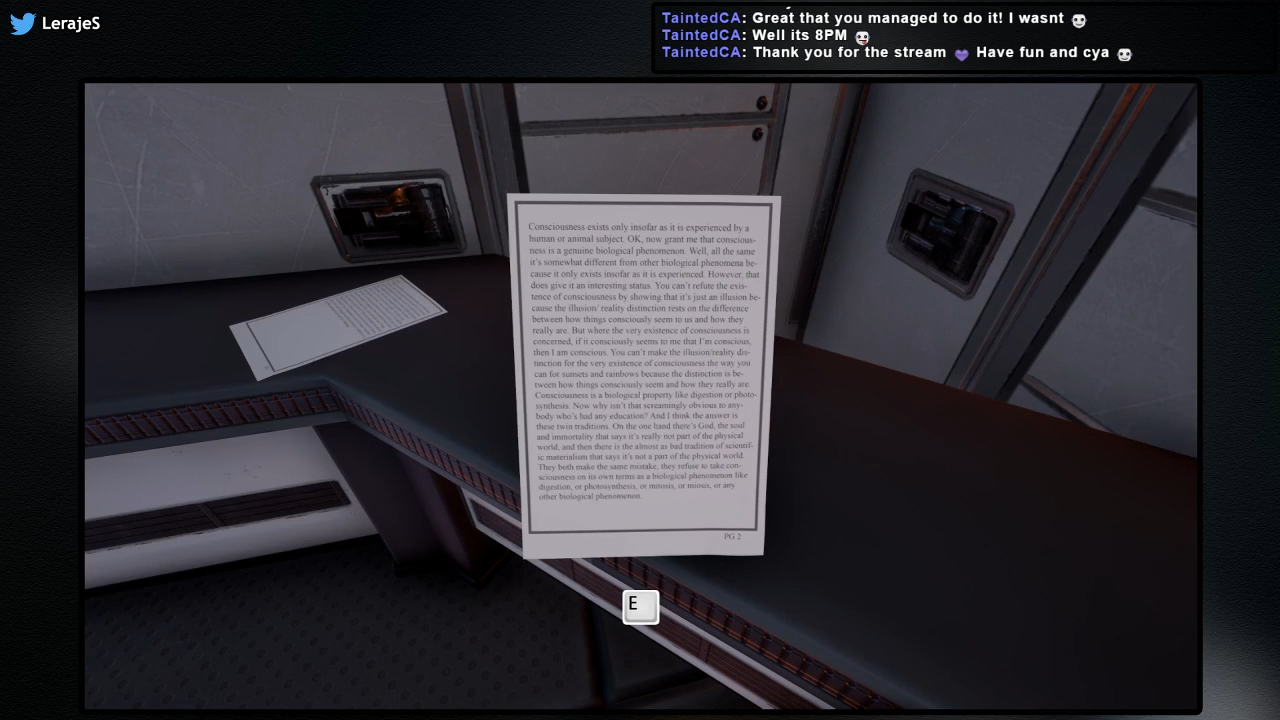 LerajeS
TaintedCA: Great that you managed to do it! I wasnt
TaintedCA: Well its 8PM
TaintedCA: Thank you for the stream Have fun and cya
Consciousness exists only insofar as it is experienced by a
human or animal subject. OK, now grant me that conscious-
ness is a genuine biological phenomenon. Well, all the same
it's somewhat different from other biological phenomena be-
cause it only exists insofar as it is experienced. However, that
does give it an interesting status. You can't refute the exis-
tence of consciousness by showing that it's just an illusion be-
cause the illusion/ reality distinction rests on the difference
between how things consciously seem to us and how they
really are. But where the very existence of consciousness is
concerned, if it consciously seems to me that I'm conscious,
then I am conscious. You can't make the illusion/reality dis-
tinction for the very existence of consciousness the way you
can for sunsets and rainbows because the distinction is be-
tween how things consciously seem and how they really are.
Consciousness is a biological property like digestion or photo-
synthesis. Now why isn't that screamingly obvious to any-
body who's had any education? And I think the answer is
these twin traditions. On the one hand there's God, the soul
and immortality that says it's really not part of the physical
world, and then there is the almost as bad tradition of scientif-
ic materialism that says it's not a part of the physical world.
They both make the same mistake, they refuse to take con-
sciousness on its own terms as a biological phenomenon like
digestion, or photosynthesis, or mitosis, or miosis, or any
other biological phenomenon.
PG 2
E